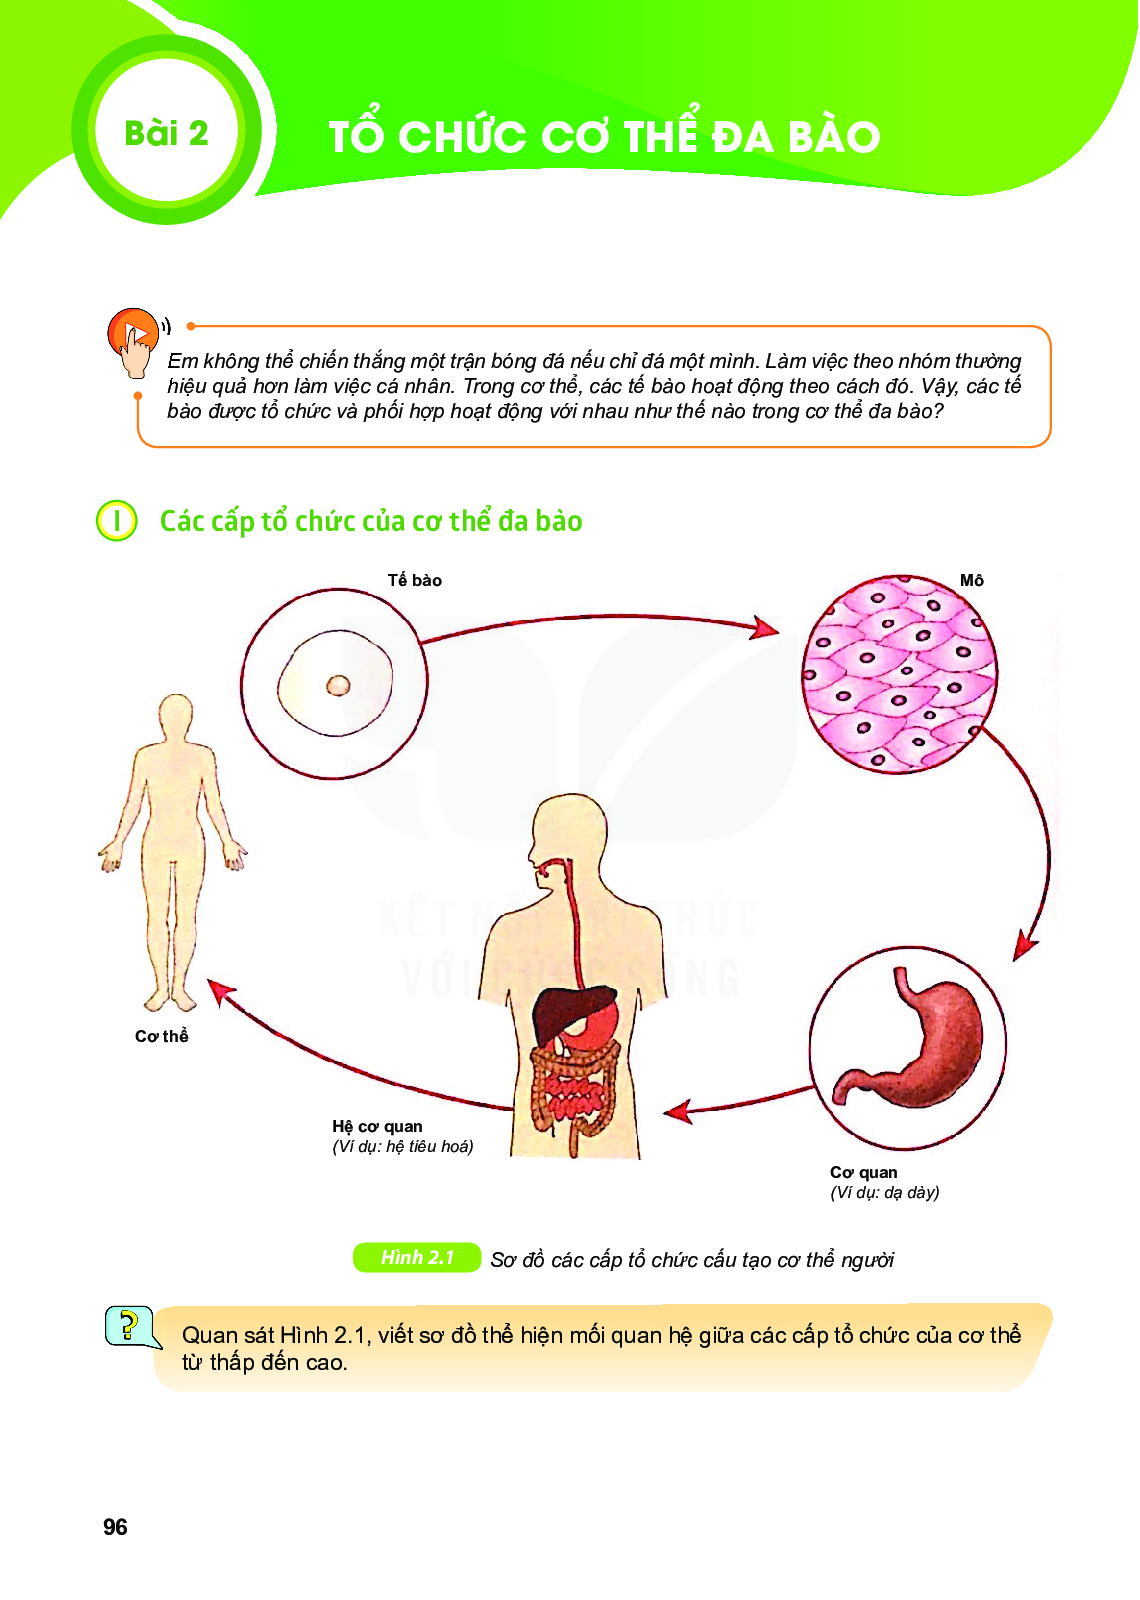 Bài 2
TỔ CHỨC CƠ THỂ ĐA BÀO
Em không thể chiến thắng một trận bóng đá nếu chỉ đá một mình. Làm việc theo nhóm thường
hiệu quả hơn làm việc cá nhân. Trong cơ thể, các tế bào hoạt động theo cách đó. Vậy, các tế
bào được tổ chức và phối hợp hoạt động với nhau như thế nào trong cơ thể đa bào?
I Các cấp tổ chức của cơ thể đa bào
Tế bào
Mô
KẾT NỐI TRI THỨC
VỚI CUỘC SỐNG
Cơ thể
Hệ cơ quan
(Ví dụ: hệ tiêu hoá)
Cơ quan
(Ví dụ: dạ dày)
Hình 2.1 Sơ đồ các cấp tổ chức cấu tạo cơ thể người
?
Quan sát Hình 2.1, viết sơ đồ thể hiện mối quan hệ giữa các cấp tổ chức của cơ thể
từ thấp đến cao.
96